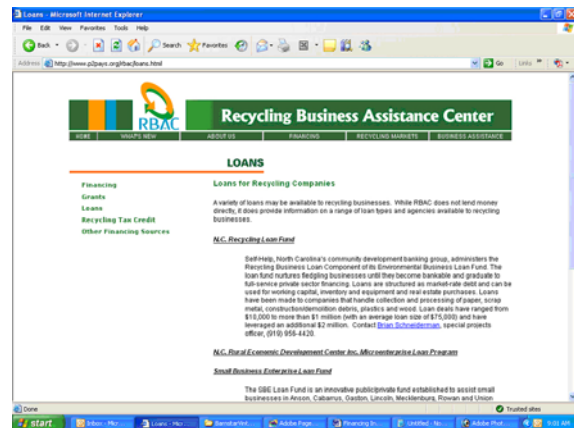 Loans - Microsoft Internet Explorer
File Edit View Favorites Tools Help
Back Search Favorites
Address http://www.p2pays.org/rbac/loans.html Go Links
RBAC
Recycling Business Assistance Center
HOME WHAT'S NEW ABOUT US FINANCING RECYCLING MARKETS BUSINESS ASSISTANCE
LOANS
Financing
Grants
Loans
Recycling Tax Credit
Other Financing Sources
Loans for Recycling Companies
A variety of loans may be available to recycling businesses. While RBAC does not lend money
directly, it does provide information on a range of loan types and agencies available to recycling
businesses.
N.C. Recycling Loan Fund
Self-Help, North Carolina's community development banking group, administers the
Recycling Business Loan Component of its Environmental Business Loan Fund. The
loan fund nurtures fledgling businesses until they become bankable and graduate to
full-service private sector financing. Loans are structured as market-rate debt and can be
used for working capital, inventory and equipment and real estate purchases. Loans
have been made to companies that handle collection and processing of paper, scrap
metal, construction/demolition debris, plastics and wood. Loan deals have ranged from
$10,000 to more than $1 million (with an average loan size of $75,000) and have
leveraged an additional $2 million. Contact Brian Schneiderman, special projects
officer, (919) 956-4420.
N.C. Rural Economic Development Center Inc. Microenterprise Loan Program
Small Business Enterprise Loan Fund
The SBE Loan Fund is an innovative public/private fund established to assist small
businesses in Anson, Cabarrus, Gaston, Lincoln, Mecklenburg, Rowan and Union
Done Trusted sites
start Inbox - Micr... Loans - Micr... Adobe Page... Financing In... Untitled - No... Adobe Phot... 9:01 AM